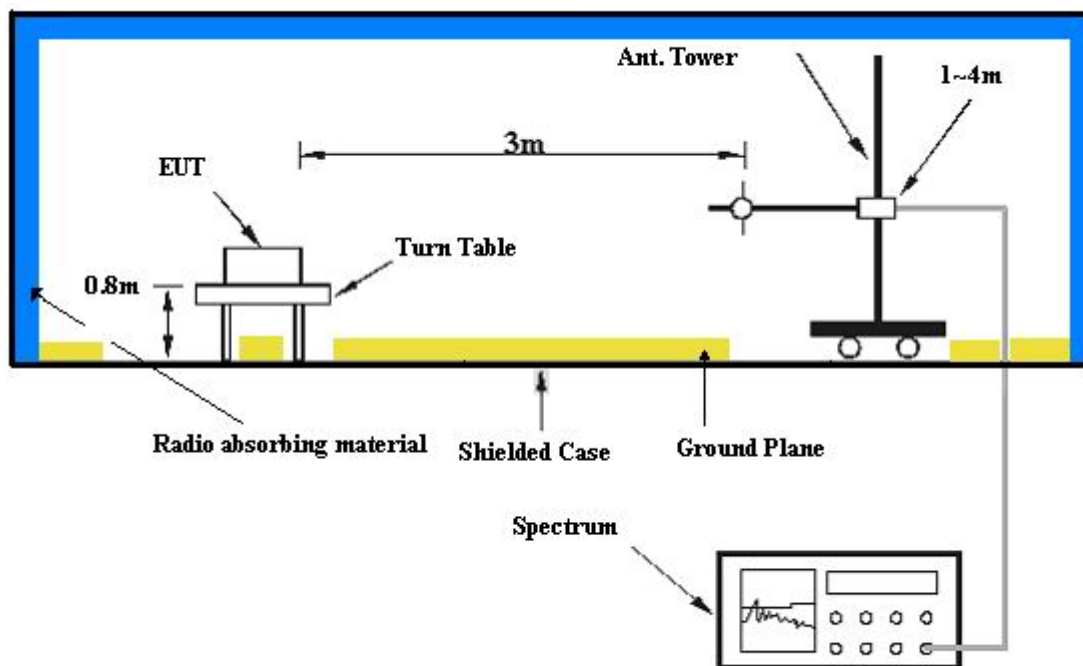 Ant. Tower
1~4m
3m
EUT
Turn Table
0.8m
Radio absorbing material
Shielded Case
Ground Plane
Spectrum